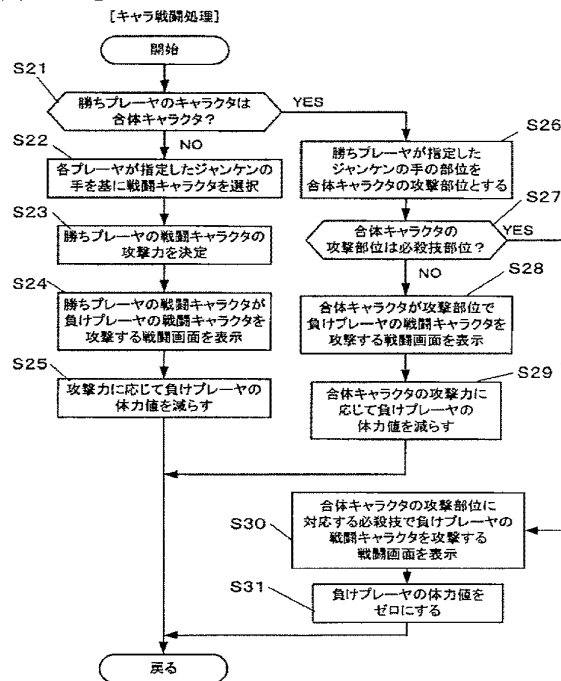 [キャラ戦闘処理]
開始
S21
勝ちプレーヤのキャラクタは
合体キャラクタ？
YES
NO
S22
各プレーヤが指定したジャンケンの
手を基に戦闘キャラクタを選択
S23
勝ちプレーヤの戦闘キャラクタの
攻撃力を決定
S24
勝ちプレーヤの戦闘キャラクタが
負けプレーヤの戦闘キャラクタを
攻撃する戦闘画面を表示
S25
攻撃力に応じて負けプレーヤの
体力値を減らす
S26
勝ちプレーヤが指定した
ジャンケンの手の部位を
合体キャラクタの攻撃部位とする
S27
合体キャラクタの
攻撃部位は必殺技部位？
YES
NO
S28
合体キャラクタが攻撃部位で
負けプレーヤの戦闘キャラクタを
攻撃する戦闘画面を表示
S29
合体キャラクタの攻撃力に
応じて負けプレーヤの
体力値を減らす
S30
合体キャラクタの攻撃部位に
対応する必殺技で負けプレーヤの
戦闘キャラクタを攻撃する
戦闘画面を表示
S31
負けプレーヤの体力値を
ゼロにする
戻る